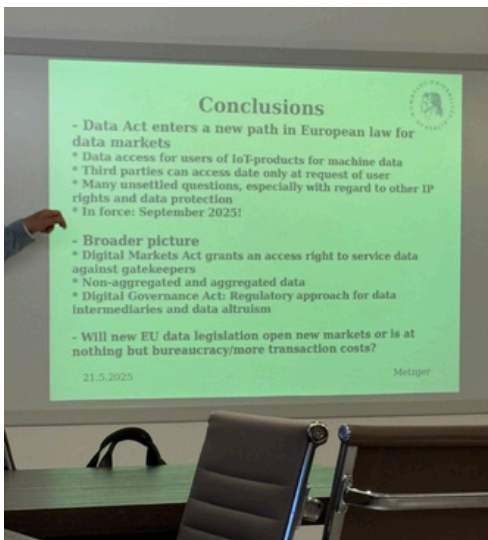 Conclusions
- Data Act enters a new path in European law for
data markets
* Data access for users of IoT-products for machine data
* Third parties can access date only at request of user
* Many unsettled questions, especially with regard to other IP
rights and data protection
* In force: September 2025!
- Broader picture
* Digital Markets Act grants an access right to service data
against gatekeepers
* Non-aggregated and aggregated data
* Digital Governance Act: Regulatory approach for data
intermediaries and data altruism
- Will new EU data legislation open new markets or is at
nothing but bureaucracy/more transaction costs?
21.5.2025
Metzger